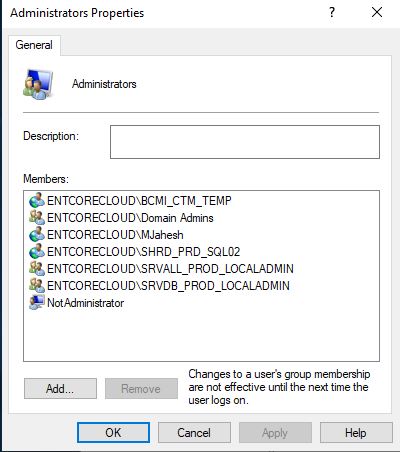 Administrators Properties
General
Administrators
Description:
Members:
ENTCORECLOUD\BCMI_CTM_TEMP
ENTCORECLOUD\Domain Admins
ENTCORECLOUD\MJahesh
ENTCORECLOUD\SHRD_PRD_SQL02
ENTCORECLOUD\SRVALL_PROD_LOCALADMIN
ENTCORECLOUD\SRVDB_PROD_LOCALADMIN
NotAdministrator
Add...
Remove
Changes to a user's group membership
are not effective until the next time the
user logs on.
OK
Cancel
Apply
Help